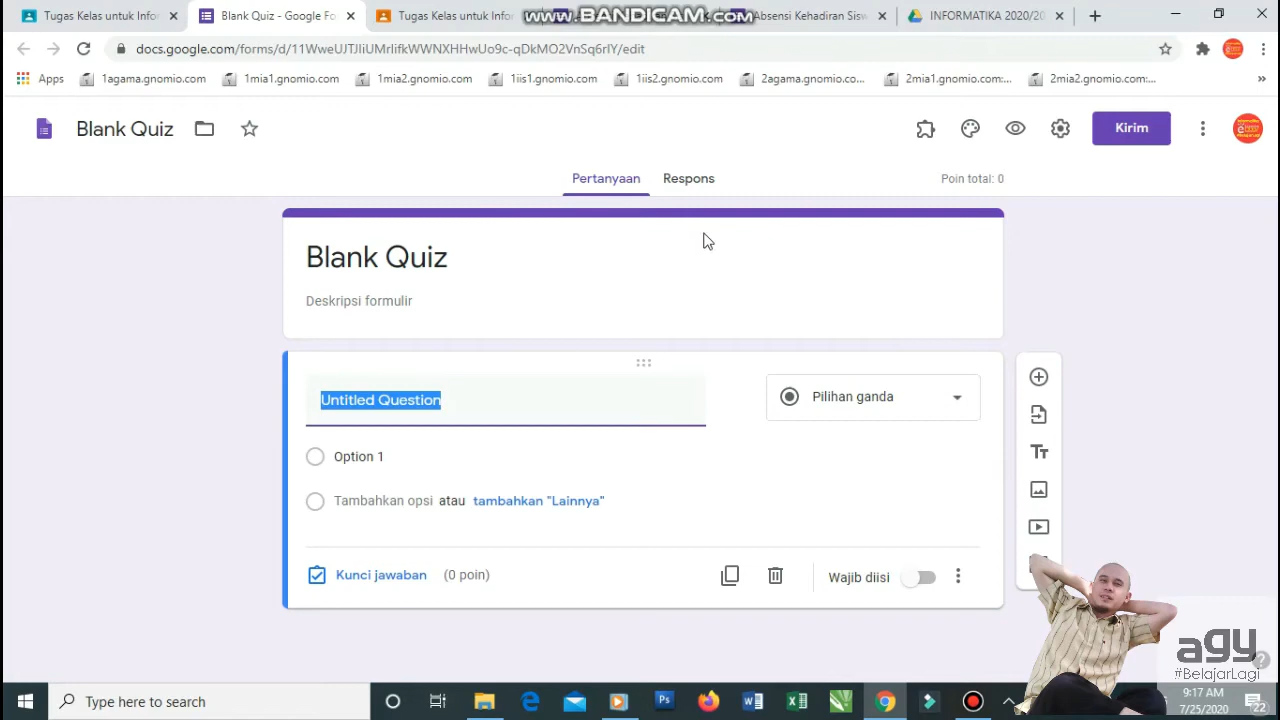 Tugas Kelas untuk Infor
Blank Quiz - Google Fo
Tugas Kelas untuk Infor
www.BANDICAM.com
Absensi Kehadiran Sisw
INFORMATIKA 2020/20
docs.google.com/forms/d/11WweUJTJIiUMrIifkWWNXHHwUo9c-qDkMO2VnSq6rIY/edit
Apps
1agama.gnomio.com
1mia1.gnomio.com
1mia2.gnomio.com
1iis1.gnomio.com
1iis2.gnomio.com
2agama.gnomio.co...
2mia1.gnomio.com:...
2mia2.gnomio.com:...
»
Blank Quiz
Kirim
Pertanyaan
Respons
Poin total: 0
Blank Quiz
Deskripsi formulir
Untitled Question
Pilihan ganda
Option 1
Tambahkan opsi atau tambahkan "Lainnya"
Kunci jawaban (0 poin)
Wajib diisi
agy
#BelajarLagi
Type here to search
9:17 AM
7/25/2020
22